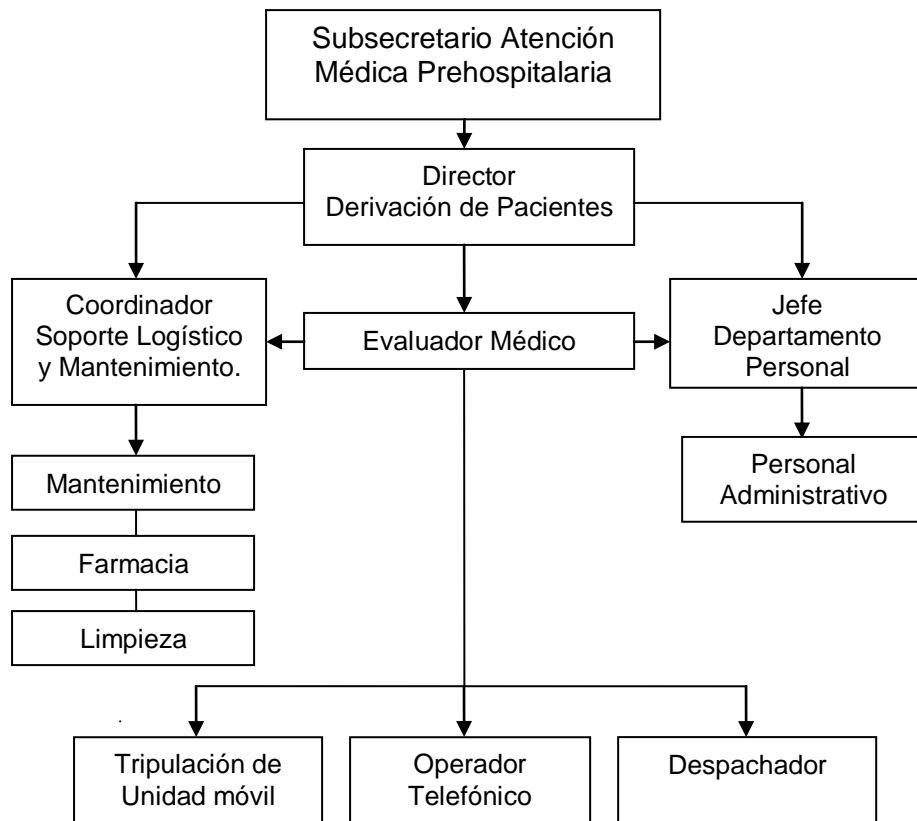 Subsecretario Atención
Médica Prehospitalaria
Director
Derivación de Pacientes
Coordinador
Soporte Logístico
y Mantenimiento.
Evaluador Médico
Jefe
Departamento
Personal
Mantenimiento
Personal
Administrativo
Farmacia
Limpieza
Tripulación de
Unidad móvil
Operador
Telefónico
Despachador